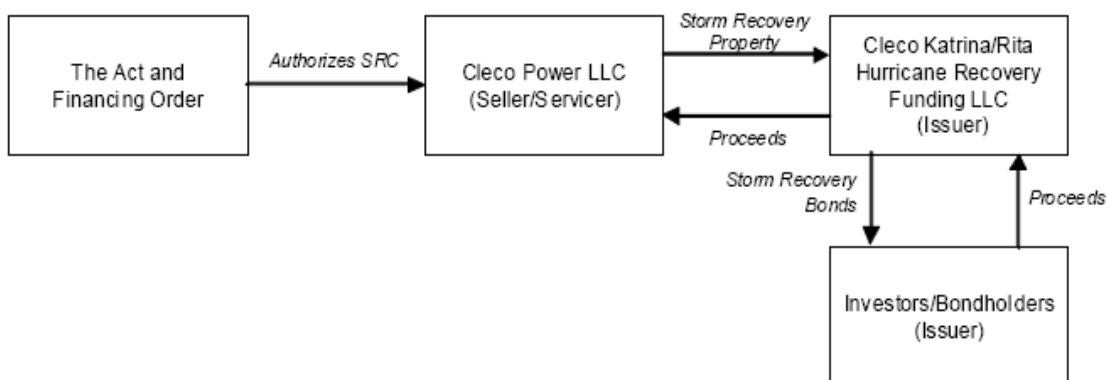 The Act and
Financing Order
Authorizes SRC
Cleco Power LLC
(Seller/Servicer)
Storm Recovery
Property
Proceeds
Cleco Katrina/Rita
Hurricane Recovery
Funding LLC
(Issuer)
Storm Recovery
Bonds
Proceeds
Investors/Bondholders
(Issuer)